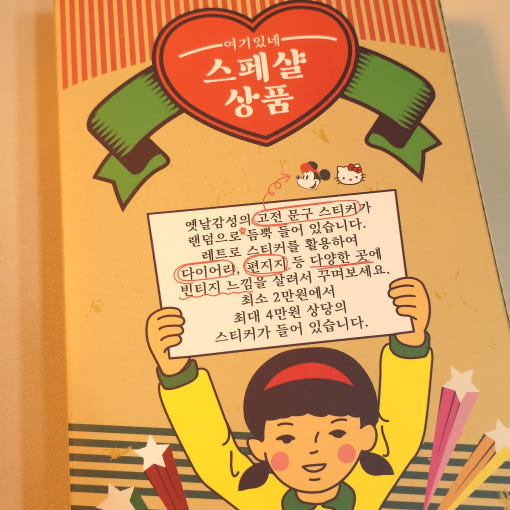 여기있네
스페셜
상품
옛날감성의 고전 문구 스티커가
랜덤으로 듬뿍 들어 있습니다.
레트로 스티커를 활용하여
다이어리, 편지지 등 다양한 곳에
빈티지 느낌을 살려서 꾸며보세요.
최소 2만원에서
최대 4만원 상당의
스티커가 들어 있습니다.